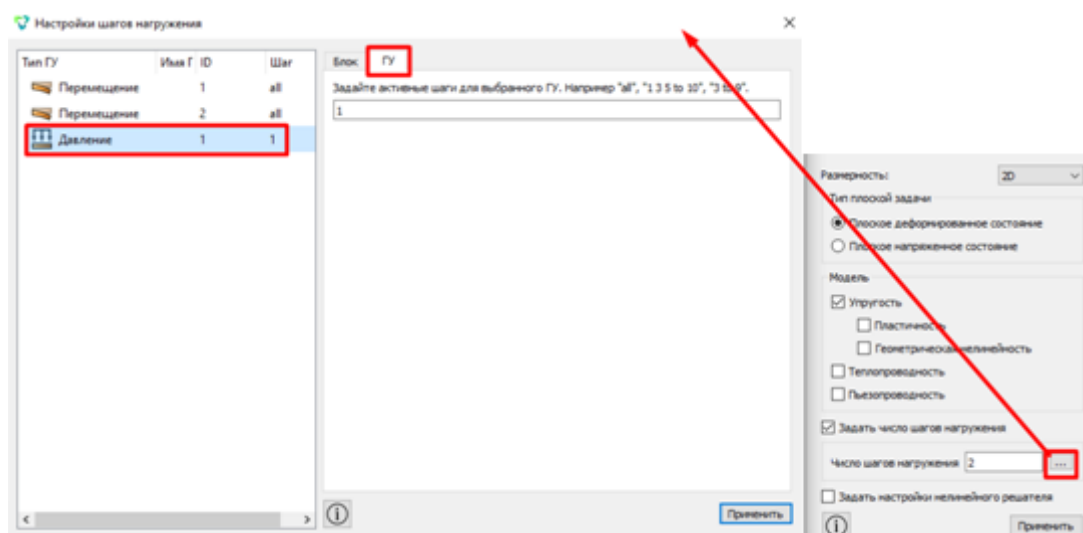 Настройки шагов нагружения
Тип ГУ Имя Г ID Шаг
Перемещение 1 all
Перемещение 2 all
Давление 1 1
Блок ГУ
Задайте активные шаги для выбранного ГУ. Например "all", "1 3 5 to 10", "3 to 9".
1
Применить
Размерность: 2D
Тип плоской задачи
Плоское деформированное состояние
Плоское напряженное состояние
Модель
Упругость
Пластичность
Геометрическая нелинейность
Теплопроводность
Пьезопроводность
Задать число шагов нагружения
Число шагов нагружения 2 ...
Задать настройки нелинейного решателя
Применить